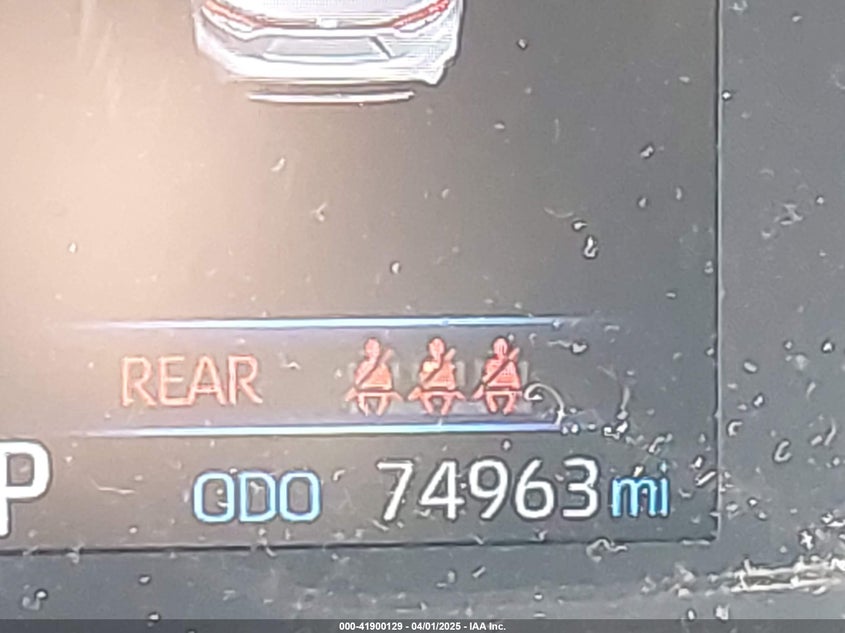 REAR
P
ODO 74963 mi
000-41900129 - 04/01/2025 - IAA Inc.